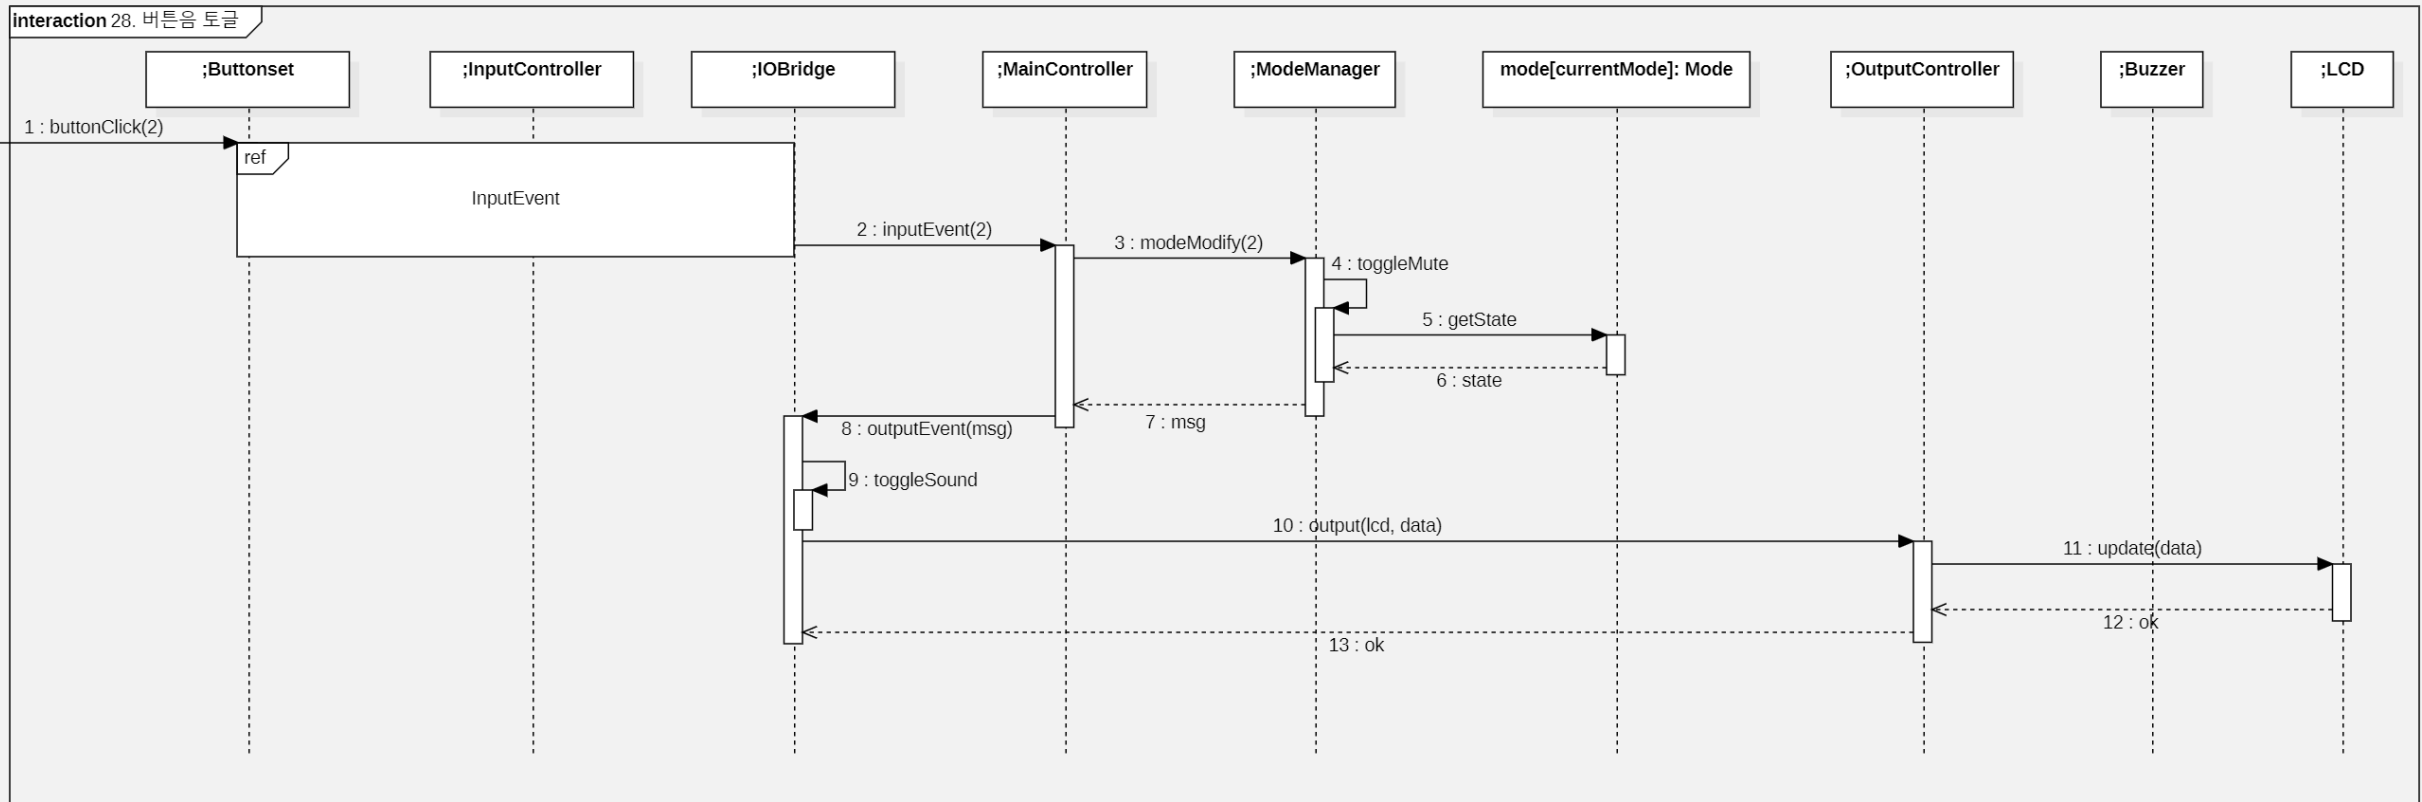 interaction 28. 버튼음 토글
;Buttonset
;InputController
;IOBridge
;MainController
;ModeManager
mode[currentMode]: Mode
;OutputController
;Buzzer
;LCD
1 : buttonClick(2)
ref
InputEvent
2 : inputEvent(2)
3 : modeModify(2)
4 : toggleMute
5 : getState
6 : state
7 : msg
8 : outputEvent(msg)
9 : toggleSound
10 : output(lcd, data)
11 : update(data)
12 : ok
13 : ok